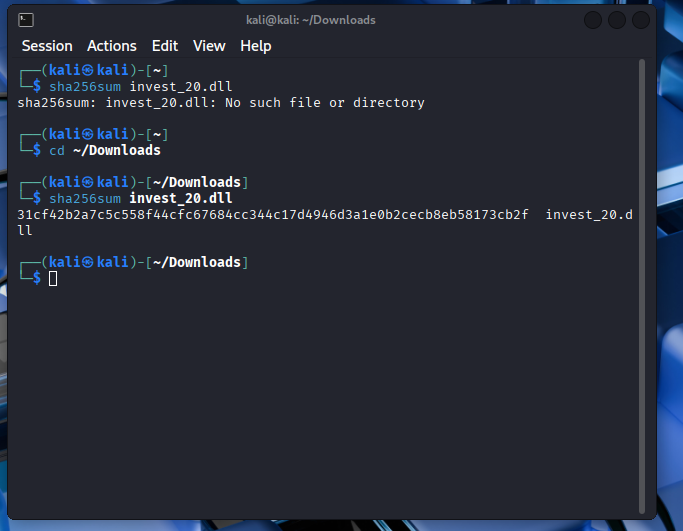 kali@kali: ~/Downloads
Session Actions Edit View Help
┌──(kali㉿kali)-[~]
└─$ sha256sum invest_20.dll
sha256sum: invest_20.dll: No such file or directory
┌──(kali㉿kali)-[~]
└─$ cd ~/Downloads
┌──(kali㉿kali)-[~/Downloads]
└─$ sha256sum invest_20.dll
31cf42b2a7c5c558f44cfc67684cc344c17d4946d3a1e0b2cecb8eb58173cb2f  invest_20.d
ll
┌──(kali㉿kali)-[~/Downloads]
└─$